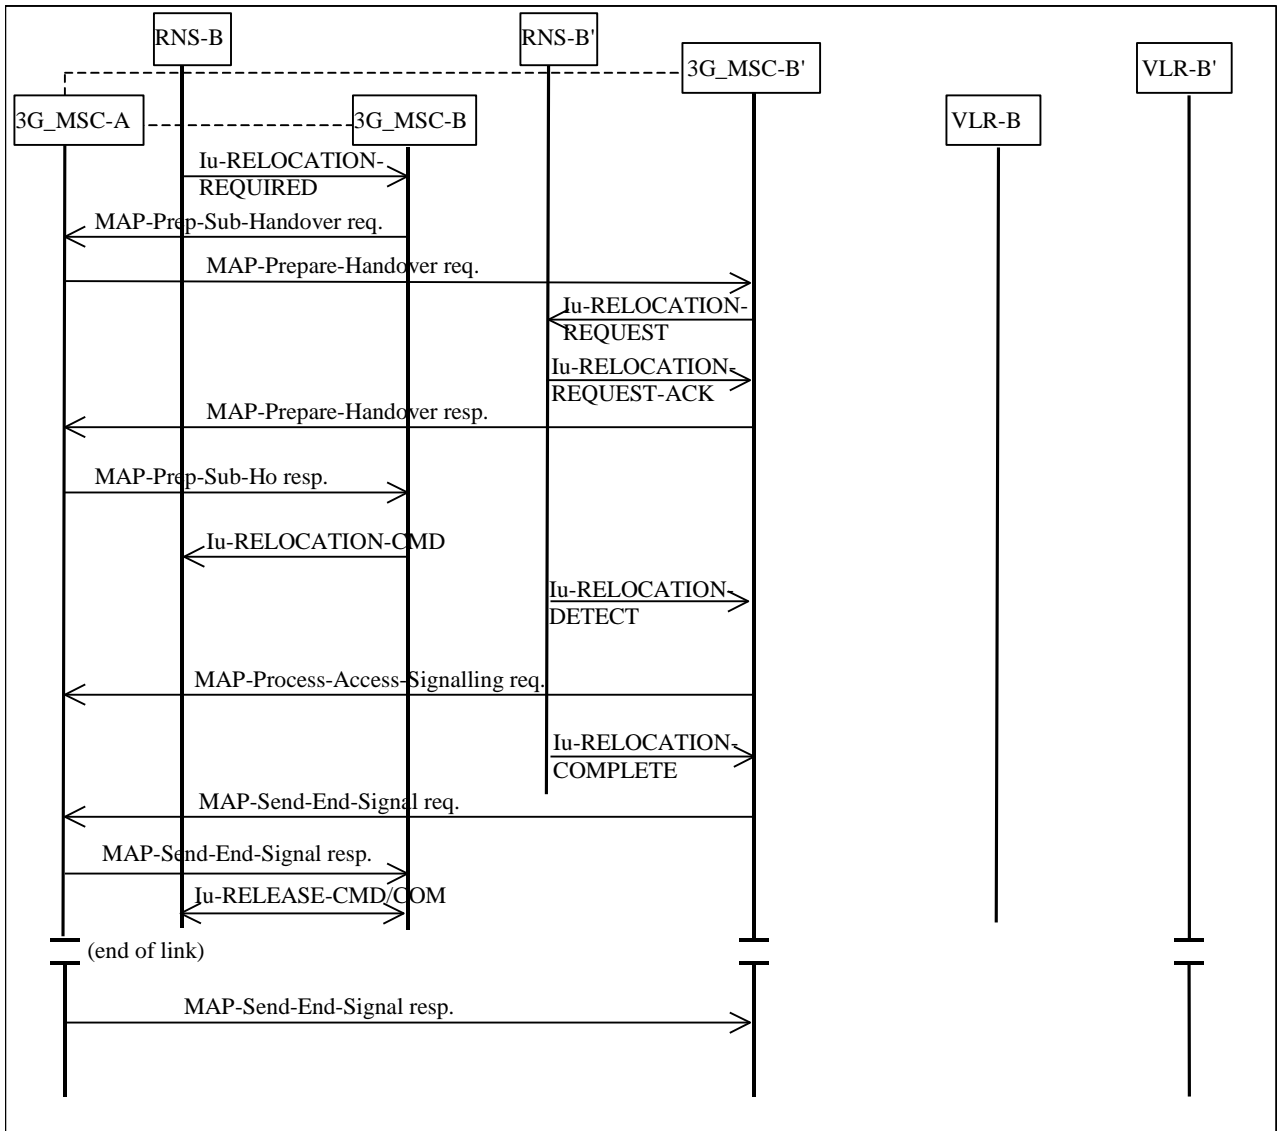 RNS-B
RNS-B'
3G_MSC-B'
VLR-B'
3G_MSC-A
3G_MSC-B
VLR-B
Iu-RELOCATION-
REQUIRED
MAP-Prep-Sub-Handover req.
MAP-Prepare-Handover req.
Iu-RELOCATION-
REQUEST
Iu-RELOCATION-
REQUEST-ACK
MAP-Prepare-Handover resp.
MAP-Prep-Sub-Ho resp.
Iu-RELOCATION-CMD
Iu-RELOCATION-
DETECT
MAP-Process-Access-Signalling req.
Iu-RELOCATION-
COMPLETE
MAP-Send-End-Signal req.
MAP-Send-End-Signal resp.
Iu-RELEASE-CMD/COM
(end of link)
MAP-Send-End-Signal resp.